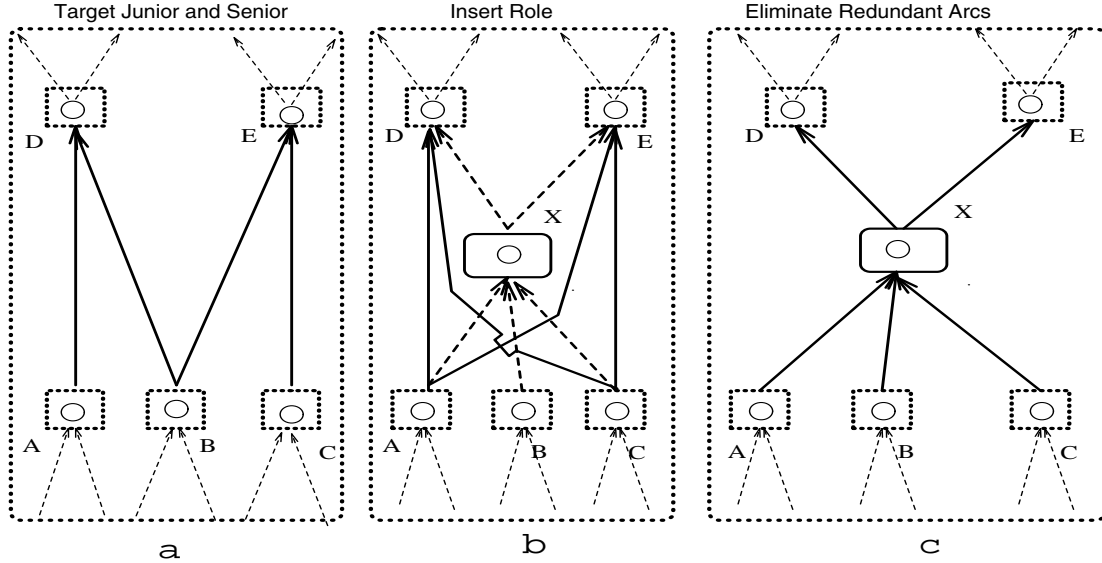 Target Junior and Senior
Insert Role
Eliminate Redundant Arcs
D
E
D
E
D
E
X
X
A
B
C
A
B
C
A
B
C
a
b
c